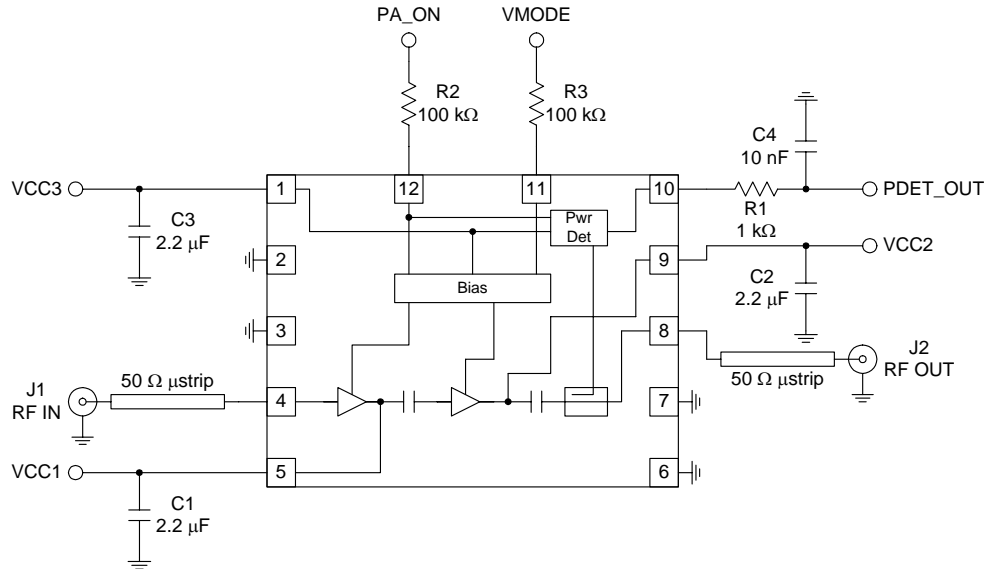 PA_ON
VMODE
R2
100 kΩ
R3
100 kΩ
C4
10 nF
VCC3
1
12
11
10
PDET_OUT
R1
1 kΩ
C3
2.2 µF
Pwr
Det
2
9
VCC2
Bias
C2
2.2 µF
3
8
J2
RF OUT
50 Ω µstrip
J1
RF IN
50 Ω µstrip
4
7
VCC1
5
6
C1
2.2 µF